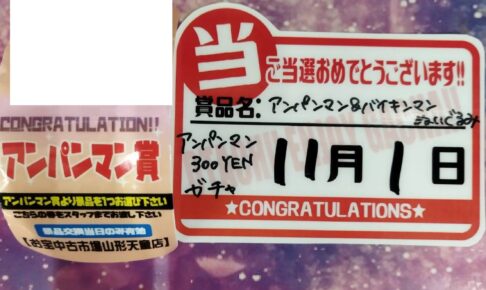 当
ご当選おめでとうございます!!
賞品名: アンパンマン&バイキンマン
ぬいぐるみ
アンパンマン
300YEN
ガチャ
11月1日
★CONGRATULATIONS★
CONGRATULATION!!
アンパンマン賞
アンパンマン賞より景品を1つお選び下さい
こちらの券をスタッフまでお渡し下さい
景品交換当日のみ有効
【お宝中古市場山形天童店】